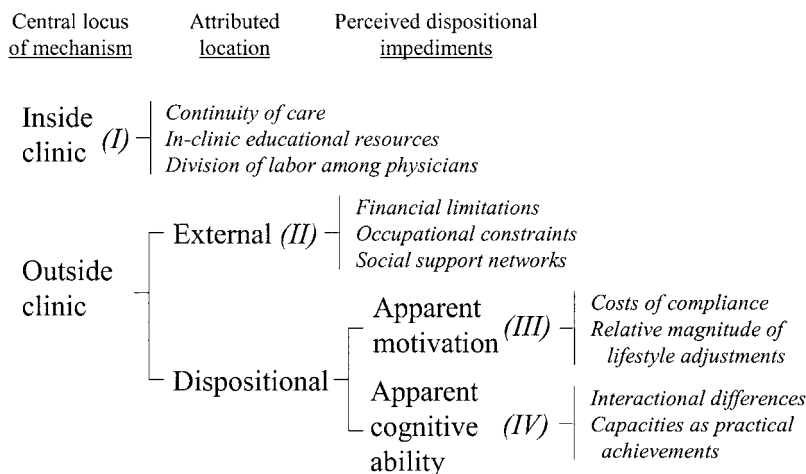 Central locus of mechanism
Attributed location
Perceived dispositional impediments
Inside clinic (I)
Continuity of care
In-clinic educational resources
Division of labor among physicians
Outside clinic
External (II)
Financial limitations
Occupational constraints
Social support networks
Dispositional
Apparent motivation (III)
Costs of compliance
Relative magnitude of
lifestyle adjustments
Apparent cognitive ability (IV)
Interactional differences
Capacities as practical
achievements